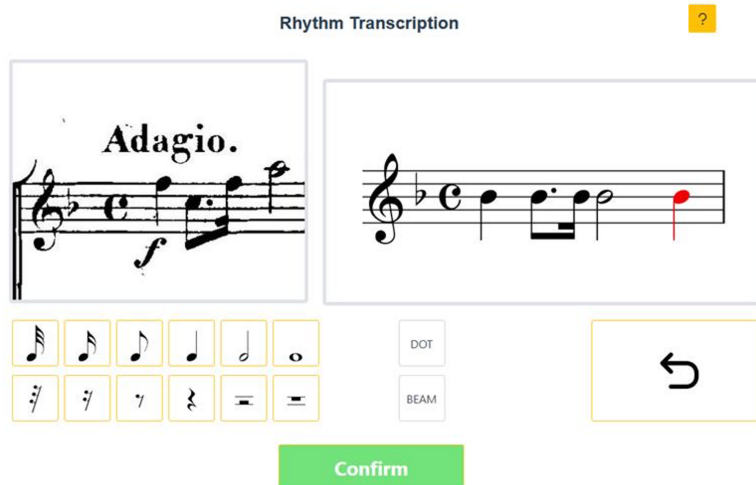 Rhythm Transcription
?
Adagio.
f
DOT
BEAM
Confirm